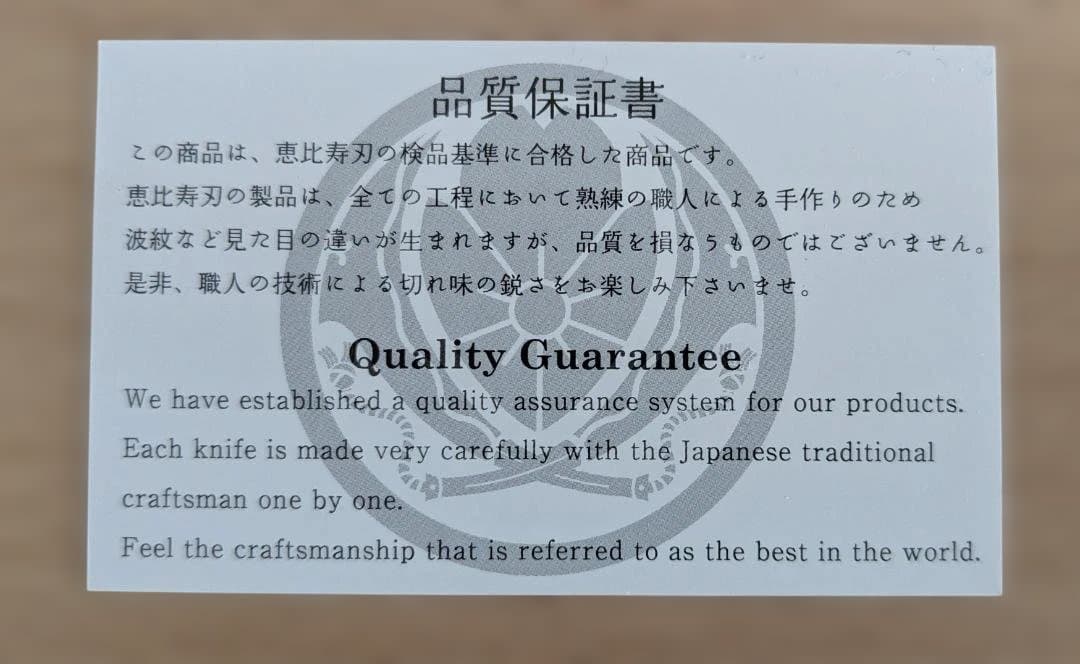 品質保証書
この商品は、恵比寿刃の検品基準に合格した商品です。
恵比寿刃の製品は、全ての工程において熟練の職人による手作りのため
波紋など見た目の違いが生まれますが、品質を損なうものではございません。
是非、職人の技術による切れ味の鋭さをお楽しみ下さいませ。
Quality Guarantee
We have established a quality assurance system for our products.
Each knife is made very carefully with the Japanese traditional
craftsman one by one.
Feel the craftsmanship that is referred to as the best in the world.